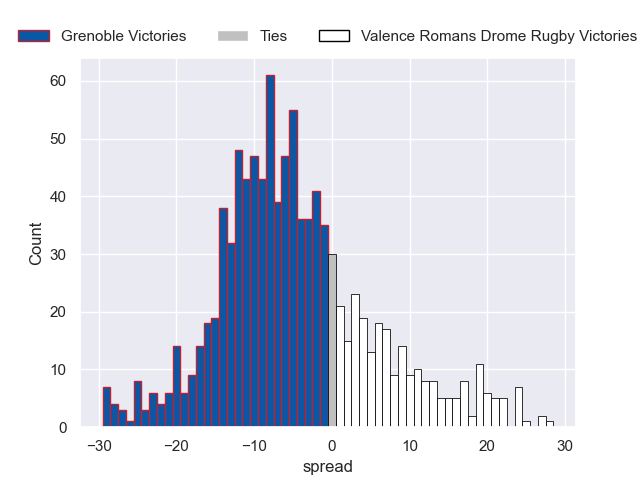 Grenoble Victories Ties Valence Romans Drome Rugby Victories
60
50
40
30
20
10
0
Count
−30 −20 −10 0 10 20 30
spread